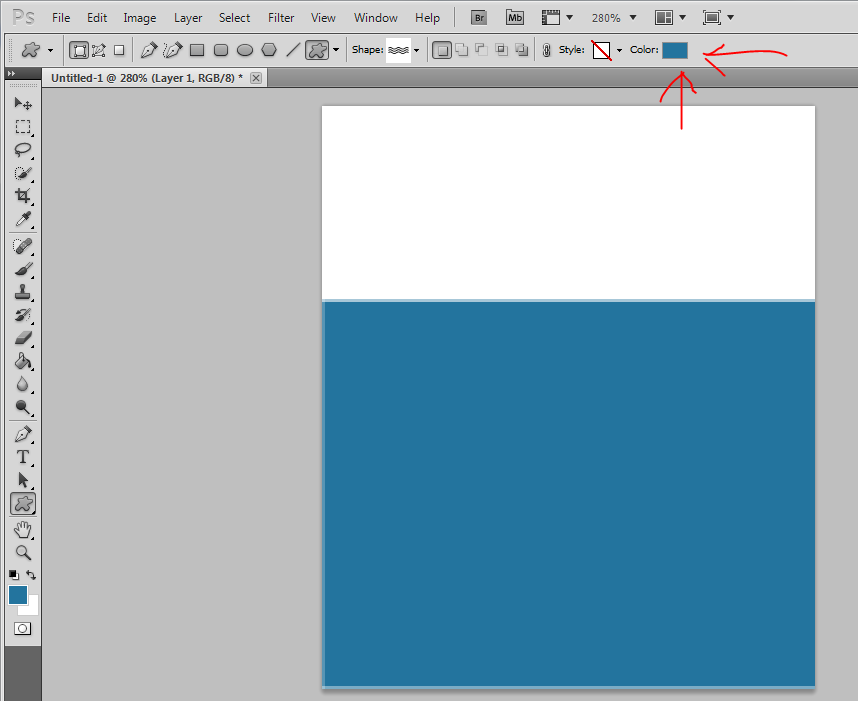 Ps File Edit Image Layer Select Filter View Window Help Br Mb 280%
Shape: Style: Color:
Untitled-1 @ 280% (Layer 1, RGB/8) *
T